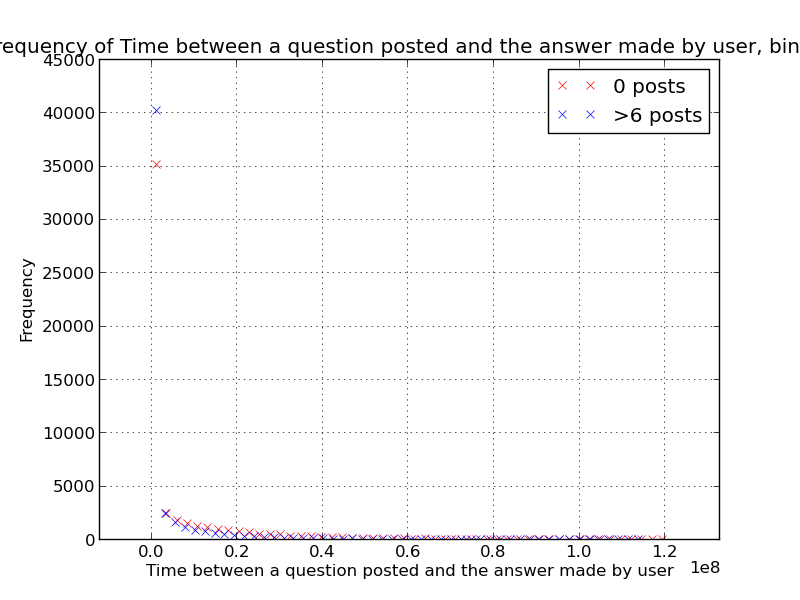 requency of Time between a question posted and the answer made by user, bin
45000
40000
35000
30000
25000
20000
15000
10000
5000
0
Frequency
0 posts
>6 posts
0.0 0.2 0.4 0.6 0.8 1.0 1.2
1e8
Time between a question posted and the answer made by user